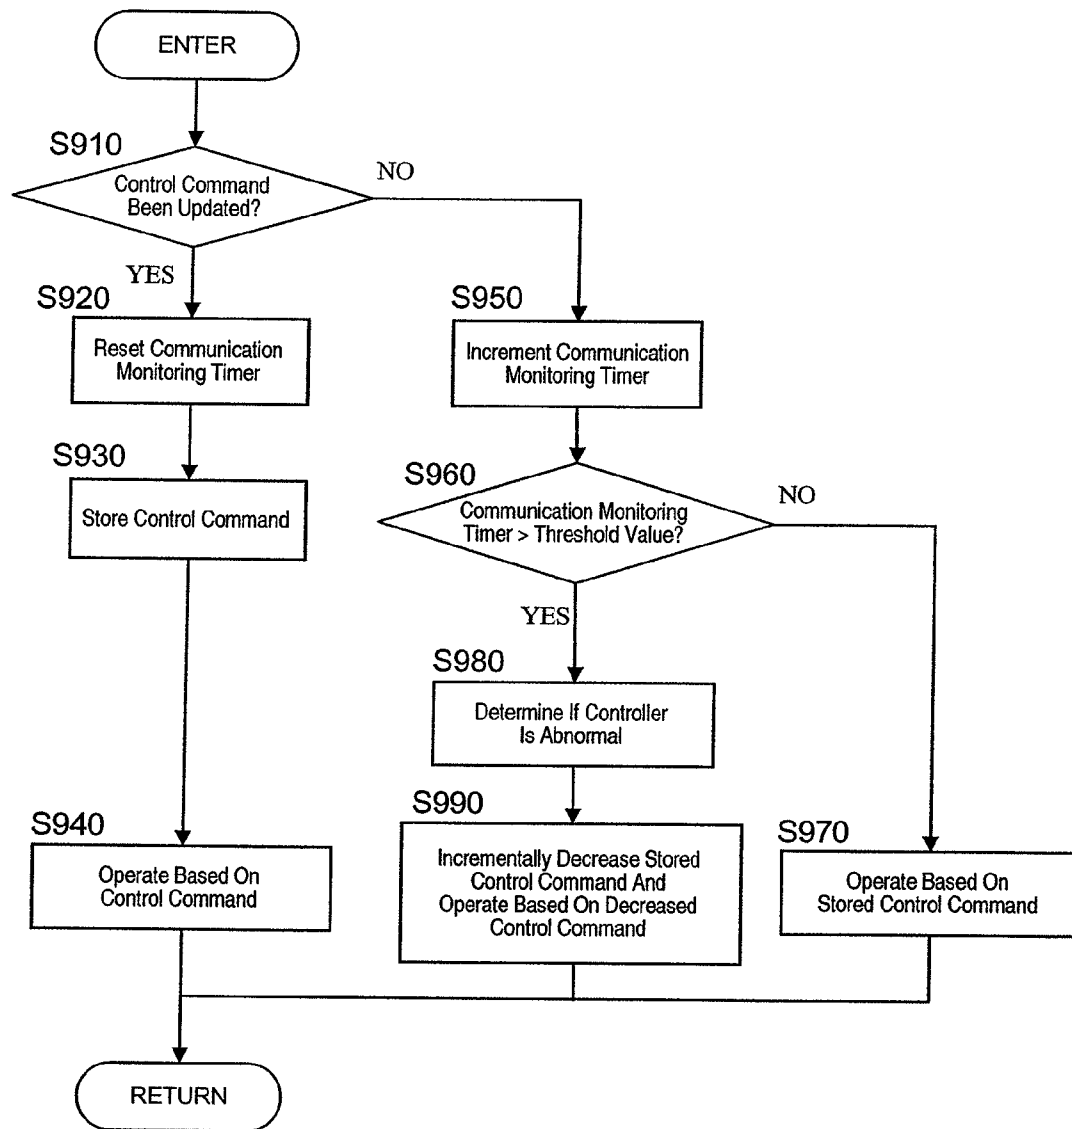 ENTER
S910
Control Command
Been Updated?
NO
YES
S920
Reset Communication
Monitoring Timer
S950
Increment Communication
Monitoring Timer
S930
Store Control Command
S960
Communication Monitoring
Timer > Threshold Value?
NO
YES
S980
Determine If Controller
Is Abnormal
S940
Operate Based On
Control Command
S990
Incrementally Decrease Stored
Control Command And
Operate Based On Decreased
Control Command
S970
Operate Based On
Stored Control Command
RETURN